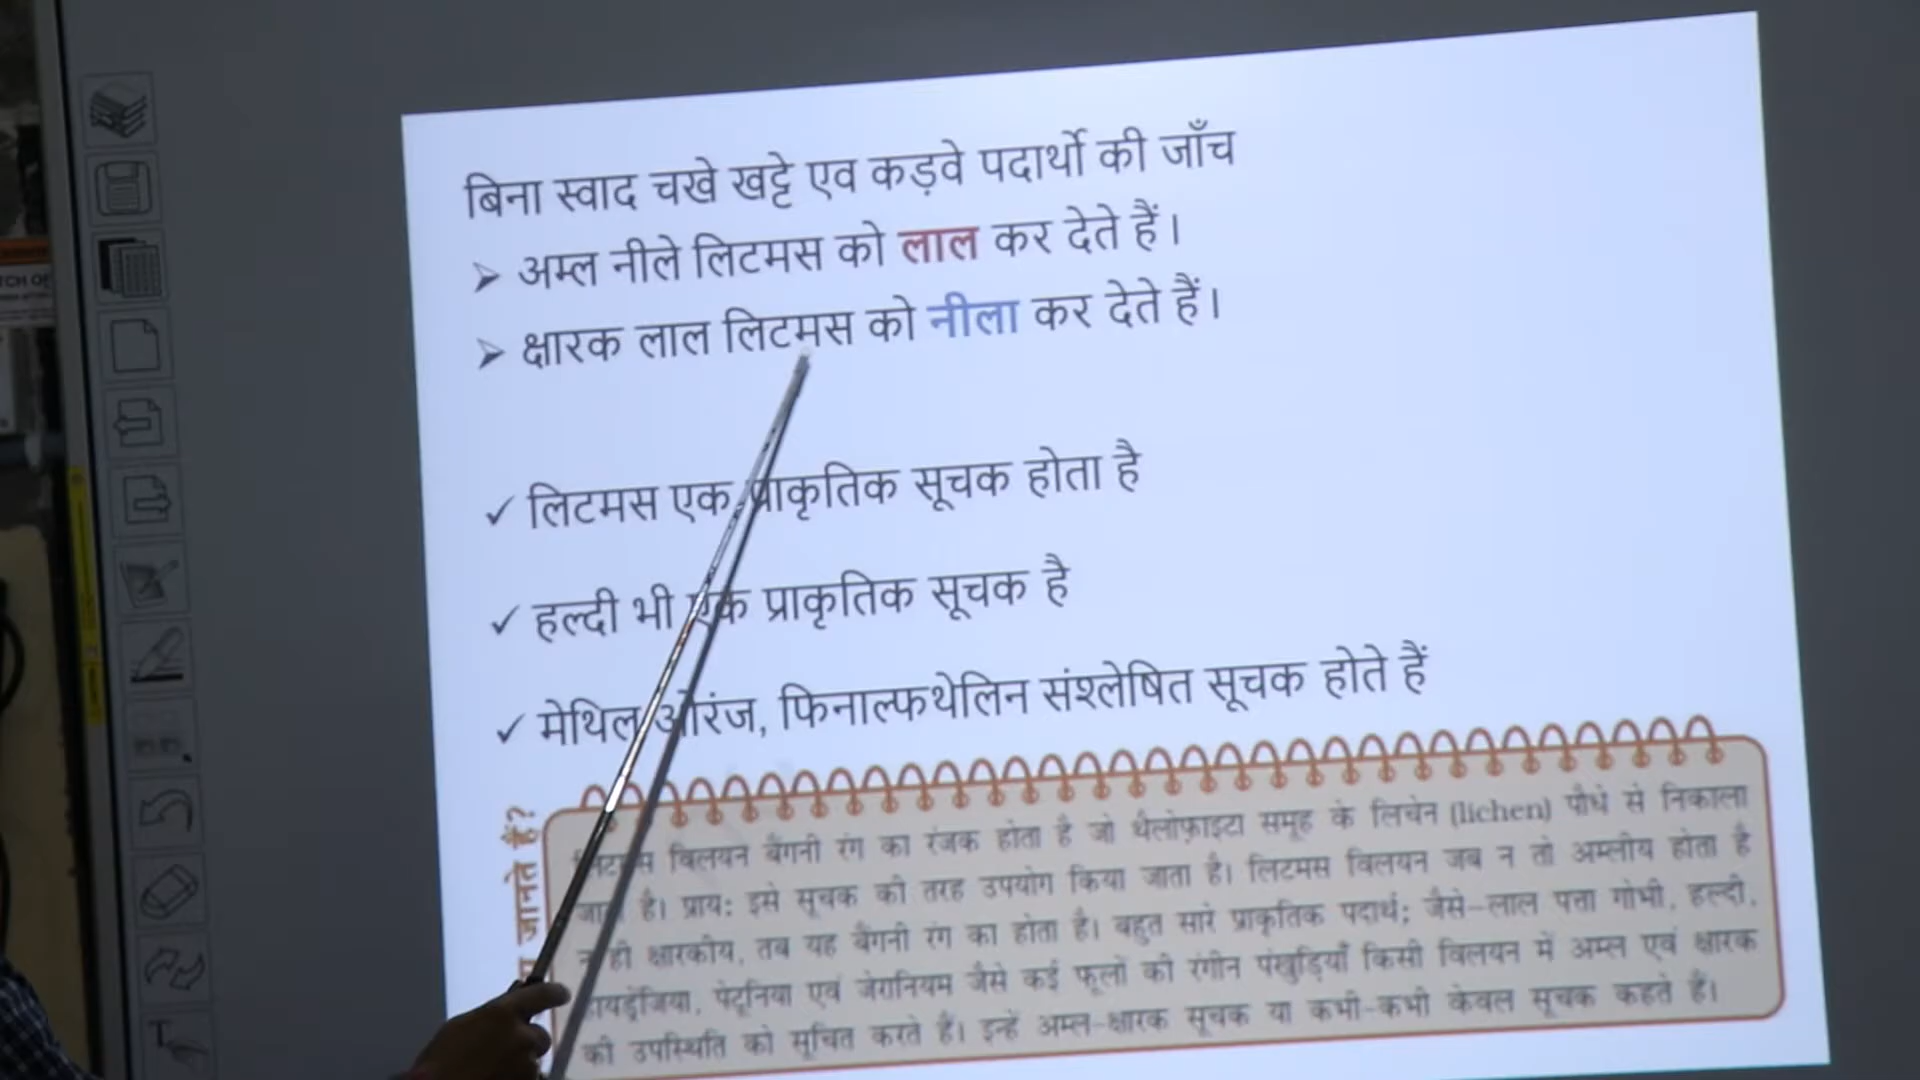 बिना स्वाद चखे खट्टे एव कड़वे पदार्थो की जाँच
➢ अम्ल नीले लिटमस को लाल कर देते हैं।
➢ क्षारक लाल लिटमस को नीला कर देते हैं।
✓ लिटमस एक प्राकृतिक सूचक होता है
✓ हल्दी भी एक प्राकृतिक सूचक है
✓ मेथिल ऑरंज, फिनाल्फथेलिन संश्लेषित सूचक होते हैं
जानते हैं?
लिटमस विलयन बैंगनी रंग का रंजक होता है जो थैलोफ़ाइटा समूह के लिचेन (lichen) पौधे से निकाला
जाता है। प्राय: इसे सूचक की तरह उपयोग किया जाता है। लिटमस विलयन जब न तो अम्लीय होता है
न ही क्षारकीय, तब यह बैंगनी रंग का होता है। बहुत सारे प्राकृतिक पदार्थ; जैसे–लाल पत्ता गोभी, हल्दी,
हायड्रेंजिया, पेटूनिया एवं जेरानियम जैसे कई फूलों की रंगीन पंखुड़ियाँ किसी विलयन में अम्ल एवं क्षारक
की उपस्थिति को सूचित करते हैं। इन्हें अम्ल-क्षारक सूचक या कभी-कभी केवल सूचक कहते हैं।